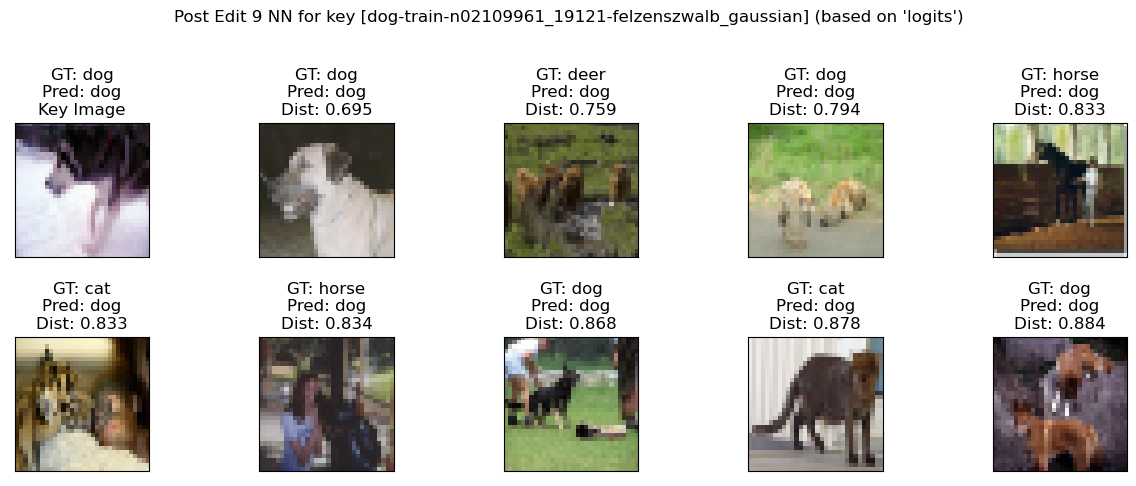 Post Edit 9 NN for key [dog-train-n02109961_19121-felzenszwalb_gaussian] (based on 'logits')
GT: dog
Pred: dog
Key Image
GT: dog
Pred: dog
Dist: 0.695
GT: deer
Pred: dog
Dist: 0.759
GT: dog
Pred: dog
Dist: 0.794
GT: horse
Pred: dog
Dist: 0.833
GT: cat
Pred: dog
Dist: 0.833
GT: horse
Pred: dog
Dist: 0.834
GT: dog
Pred: dog
Dist: 0.868
GT: cat
Pred: dog
Dist: 0.878
GT: dog
Pred: dog
Dist: 0.884